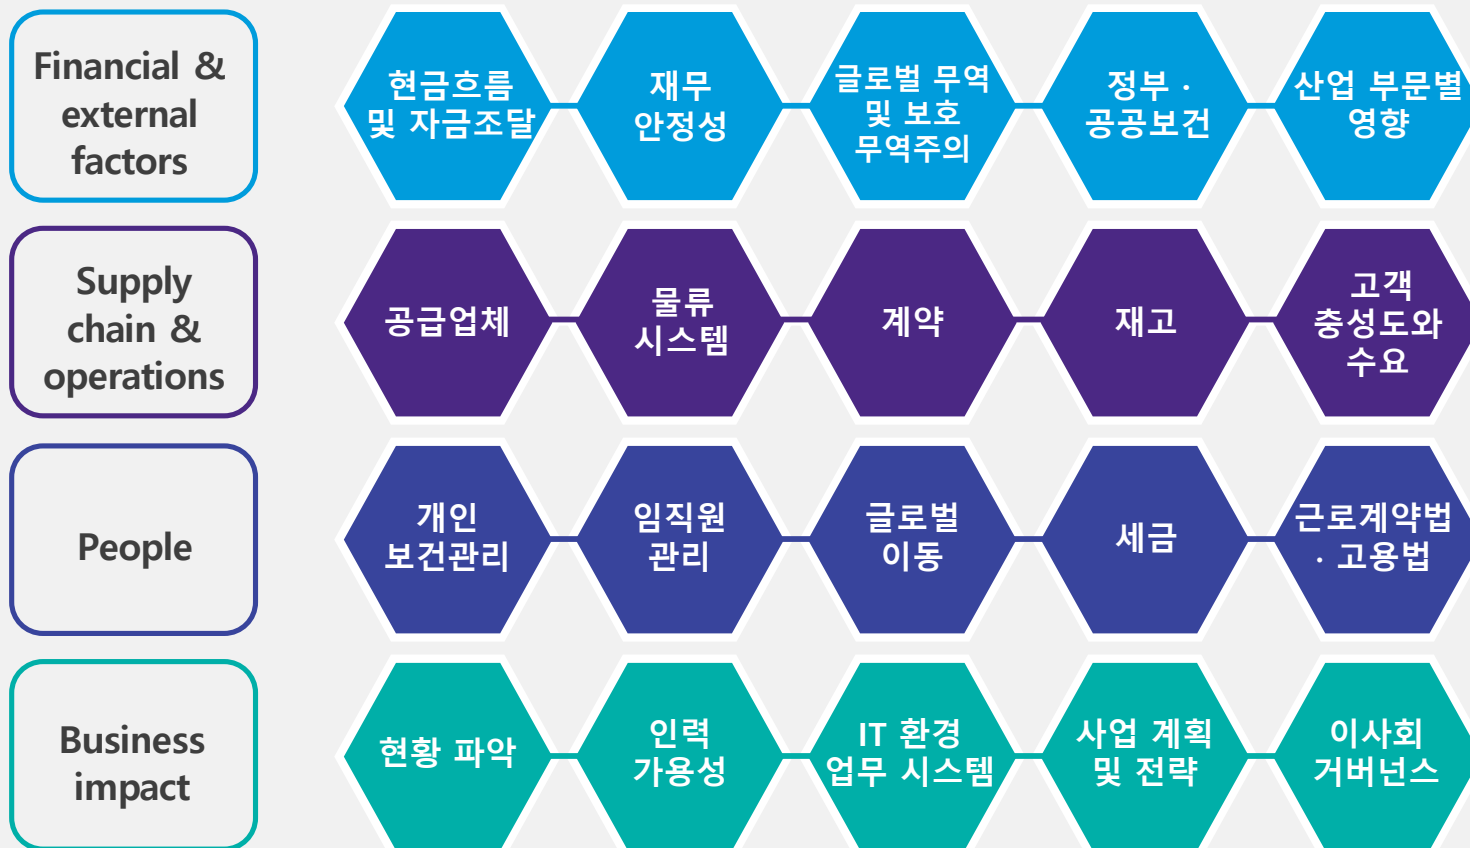 Financial &
external
factors
현금흐름
및 자금조달
재무
안정성
글로벌 무역
및 보호
무역주의
정부 ·
공공보건
산업 부문별
영향
Supply
chain &
operations
공급업체
물류
시스템
계약
재고
고객
충성도와
수요
People
개인
보건관리
임직원
관리
글로벌
이동
세금
근로계약법
· 고용법
Business
impact
현황 파악
인력
가용성
IT 환경
업무 시스템
사업 계획
및 전략
이사회
거버넌스